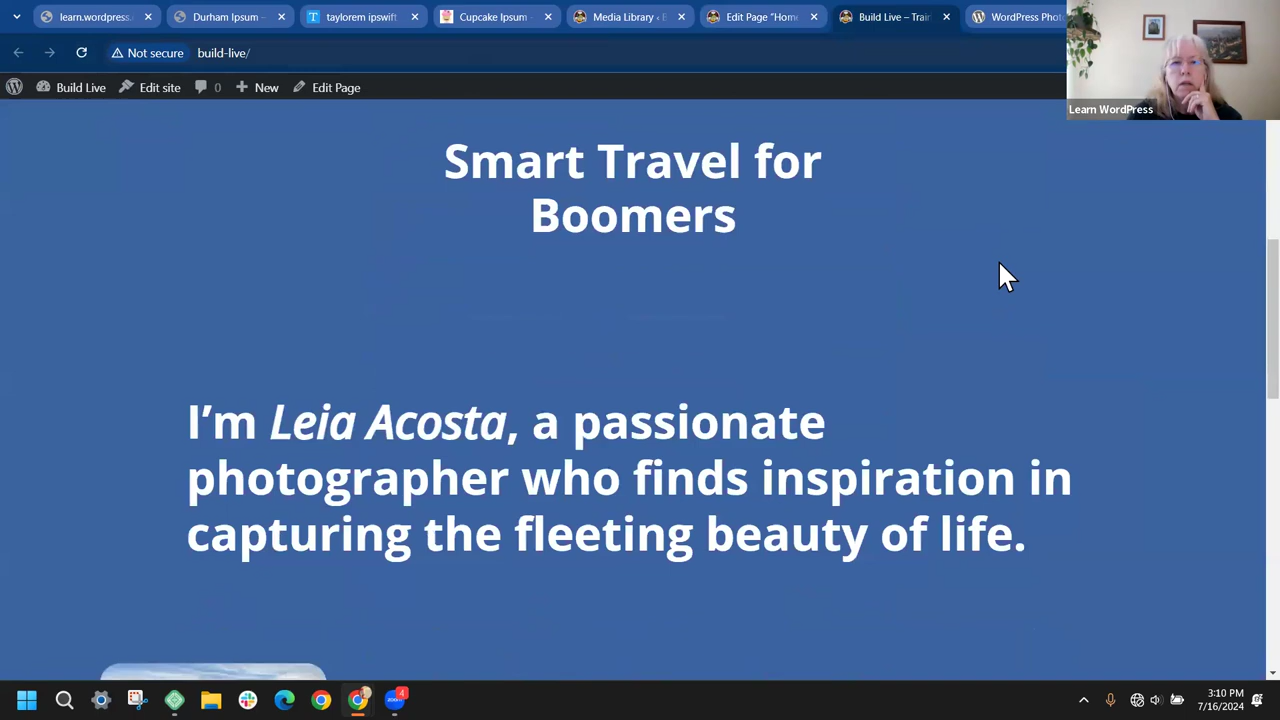 learn.wordpress.
Durham Ipsum –
taylorem ipswift
Cupcake Ipsum -
Media Library ‹ B
Edit Page "Hom
Build Live – Trai
WordPress Phot
Not secure
build-live/
Build Live
Edit site
0
New
Edit Page
Learn WordPress
Smart Travel for
Boomers
I'm Leia Acosta, a passionate
photographer who finds inspiration in
capturing the fleeting beauty of life.
zoom
4
3:10 PM
7/16/2024